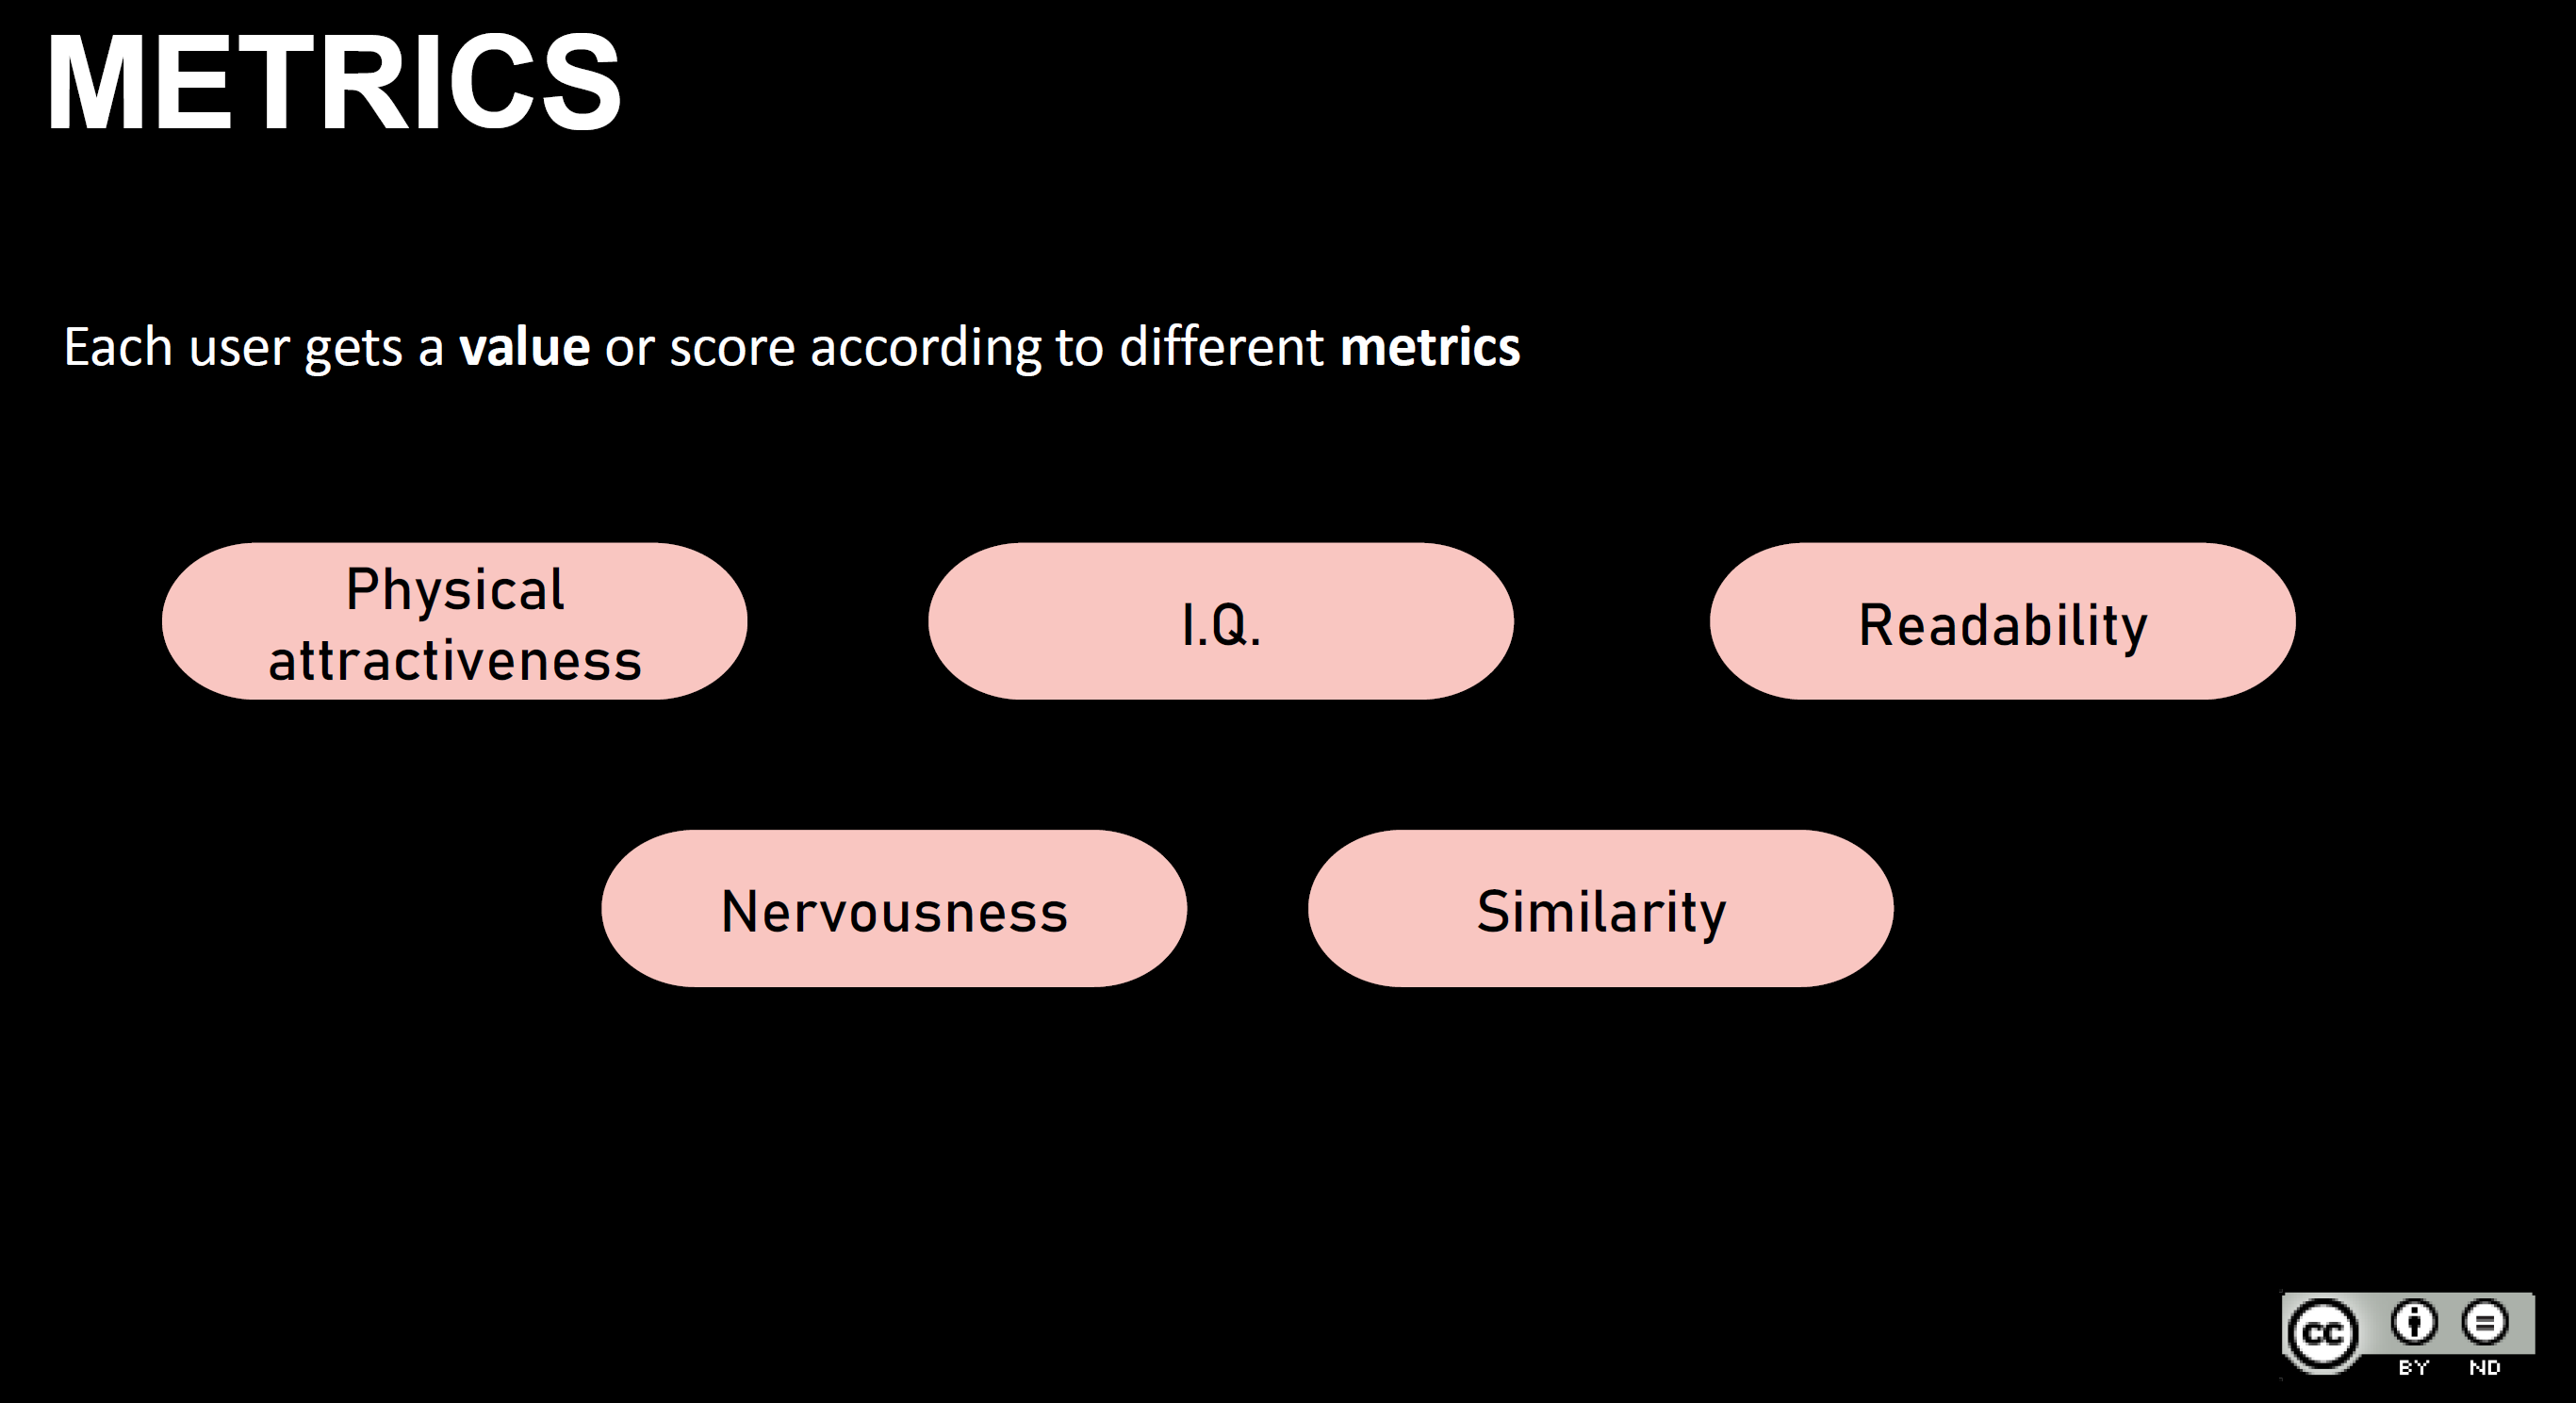 METRICS
Each user gets a value or score according to different metrics
Physical
attractiveness
I.Q.
Readability
Nervousness
Similarity
cc
BY ND